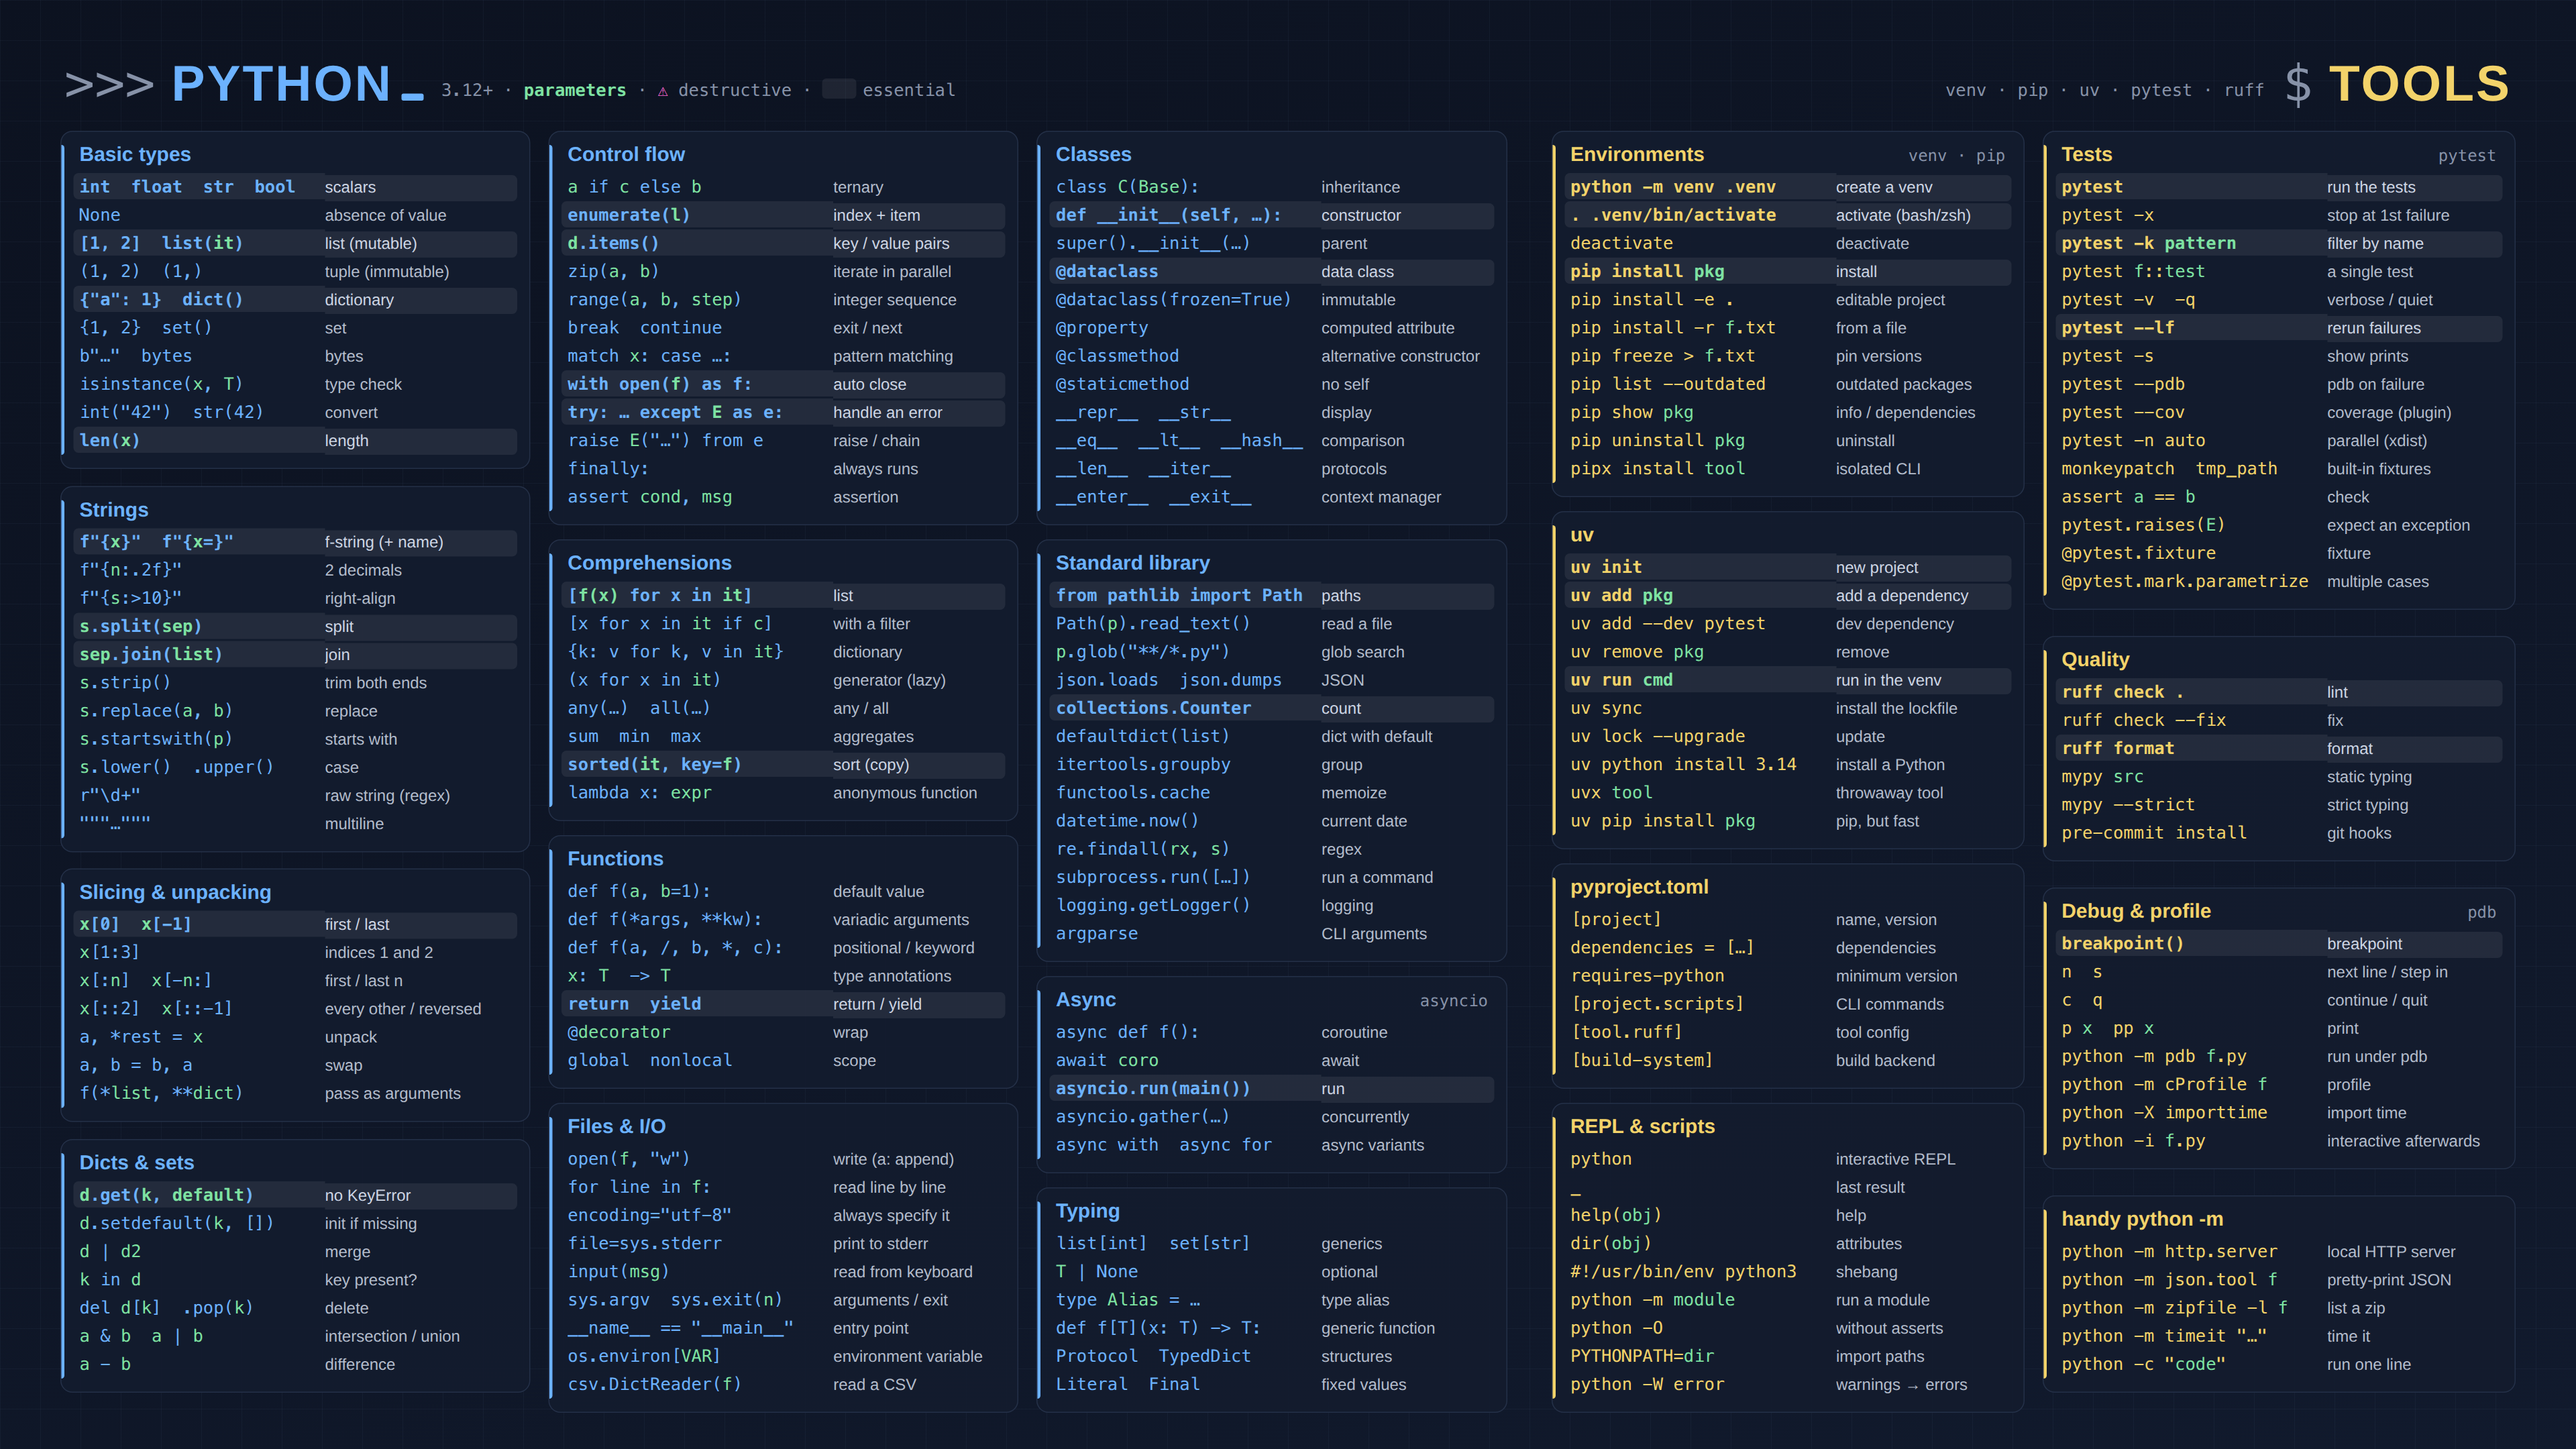 >>> PYTHON_ 3.12+ · parameters · ⚠ destructive · essential
venv · pip · uv · pytest · ruff $ TOOLS
Basic types
int float str bool scalars
None absence of value
[1, 2] list(it) list (mutable)
(1, 2) (1,) tuple (immutable)
{"a": 1} dict() dictionary
{1, 2} set() set
b"…" bytes bytes
isinstance(x, T) type check
int("42") str(42) convert
len(x) length
Strings
f"{x}" f"{x=}" f-string (+ name)
f"{n:.2f}" 2 decimals
f"{s:>10}" right-align
s.split(sep) split
sep.join(list) join
s.strip() trim both ends
s.replace(a, b) replace
s.startswith(p) starts with
s.lower() .upper() case
r"\d+" raw string (regex)
"""…""" multiline
Slicing & unpacking
x[0] x[-1] first / last
x[1:3] indices 1 and 2
x[:n] x[-n:] first / last n
x[::2] x[::-1] every other / reversed
a, *rest = x unpack
a, b = b, a swap
f(*list, **dict) pass as arguments
Dicts & sets
d.get(k, default) no KeyError
d.setdefault(k, []) init if missing
d | d2 merge
k in d key present?
del d[k] .pop(k) delete
a & b a | b intersection / union
a - b difference
Control flow
a if c else b ternary
enumerate(l) index + item
d.items() key / value pairs
zip(a, b) iterate in parallel
range(a, b, step) integer sequence
break continue exit / next
match x: case …: pattern matching
with open(f) as f: auto close
try: … except E as e: handle an error
raise E("…") from e raise / chain
finally: always runs
assert cond, msg assertion
Comprehensions
[f(x) for x in it] list
[x for x in it if c] with a filter
{k: v for k, v in it} dictionary
(x for x in it) generator (lazy)
any(…) all(…) any / all
sum min max aggregates
sorted(it, key=f) sort (copy)
lambda x: expr anonymous function
Functions
def f(a, b=1): default value
def f(*args, **kw): variadic arguments
def f(a, /, b, *, c): positional / keyword
x: T -> T type annotations
return yield return / yield
@decorator wrap
global nonlocal scope
Files & I/O
open(f, "w") write (a: append)
for line in f: read line by line
encoding="utf-8" always specify it
file=sys.stderr print to stderr
input(msg) read from keyboard
sys.argv sys.exit(n) arguments / exit
__name__ == "__main__" entry point
os.environ[VAR] environment variable
csv.DictReader(f) read a CSV
Classes
class C(Base): inheritance
def __init__(self, …): constructor
super().__init__(…) parent
@dataclass data class
@dataclass(frozen=True) immutable
@property computed attribute
@classmethod alternative constructor
@staticmethod no self
__repr__ __str__ display
__eq__ __lt__ __hash__ comparison
__len__ __iter__ protocols
__enter__ __exit__ context manager
Standard library
from pathlib import Path paths
Path(p).read_text() read a file
p.glob("**/*.py") glob search
json.loads json.dumps JSON
collections.Counter count
defaultdict(list) dict with default
itertools.groupby group
functools.cache memoize
datetime.now() current date
re.findall(rx, s) regex
subprocess.run([…]) run a command
logging.getLogger() logging
argparse CLI arguments
Async asyncio
async def f(): coroutine
await coro await
asyncio.run(main()) run
asyncio.gather(…) concurrently
async with async for async variants
Typing
list[int] set[str] generics
T | None optional
type Alias = … type alias
def f[T](x: T) -> T: generic function
Protocol TypedDict structures
Literal Final fixed values
Environments venv · pip
python -m venv .venv create a venv
. .venv/bin/activate activate (bash/zsh)
deactivate deactivate
pip install pkg install
pip install -e . editable project
pip install -r f.txt from a file
pip freeze > f.txt pin versions
pip list --outdated outdated packages
pip show pkg info / dependencies
pip uninstall pkg uninstall
pipx install tool isolated CLI
uv
uv init new project
uv add pkg add a dependency
uv add --dev pytest dev dependency
uv remove pkg remove
uv run cmd run in the venv
uv sync install the lockfile
uv lock --upgrade update
uv python install 3.14 install a Python
uvx tool throwaway tool
uv pip install pkg pip, but fast
pyproject.toml
[project] name, version
dependencies = […] dependencies
requires-python minimum version
[project.scripts] CLI commands
[tool.ruff] tool config
[build-system] build backend
REPL & scripts
python interactive REPL
_ last result
help(obj) help
dir(obj) attributes
#!/usr/bin/env python3 shebang
python -m module run a module
python -O without asserts
PYTHONPATH=dir import paths
python -W error warnings → errors
Tests pytest
pytest run the tests
pytest -x stop at 1st failure
pytest -k pattern filter by name
pytest f::test a single test
pytest -v -q verbose / quiet
pytest --lf rerun failures
pytest -s show prints
pytest --pdb pdb on failure
pytest --cov coverage (plugin)
pytest -n auto parallel (xdist)
monkeypatch tmp_path built-in fixtures
assert a == b check
pytest.raises(E) expect an exception
@pytest.fixture fixture
@pytest.mark.parametrize multiple cases
Quality
ruff check . lint
ruff check --fix fix
ruff format format
mypy src static typing
mypy --strict strict typing
pre-commit install git hooks
Debug & profile pdb
breakpoint() breakpoint
n s next line / step in
c q continue / quit
p x pp x print
python -m pdb f.py run under pdb
python -m cProfile f profile
python -X importtime import time
python -i f.py interactive afterwards
handy python -m
python -m http.server local HTTP server
python -m json.tool f pretty-print JSON
python -m zipfile -l f list a zip
python -m timeit "…" time it
python -c "code" run one line